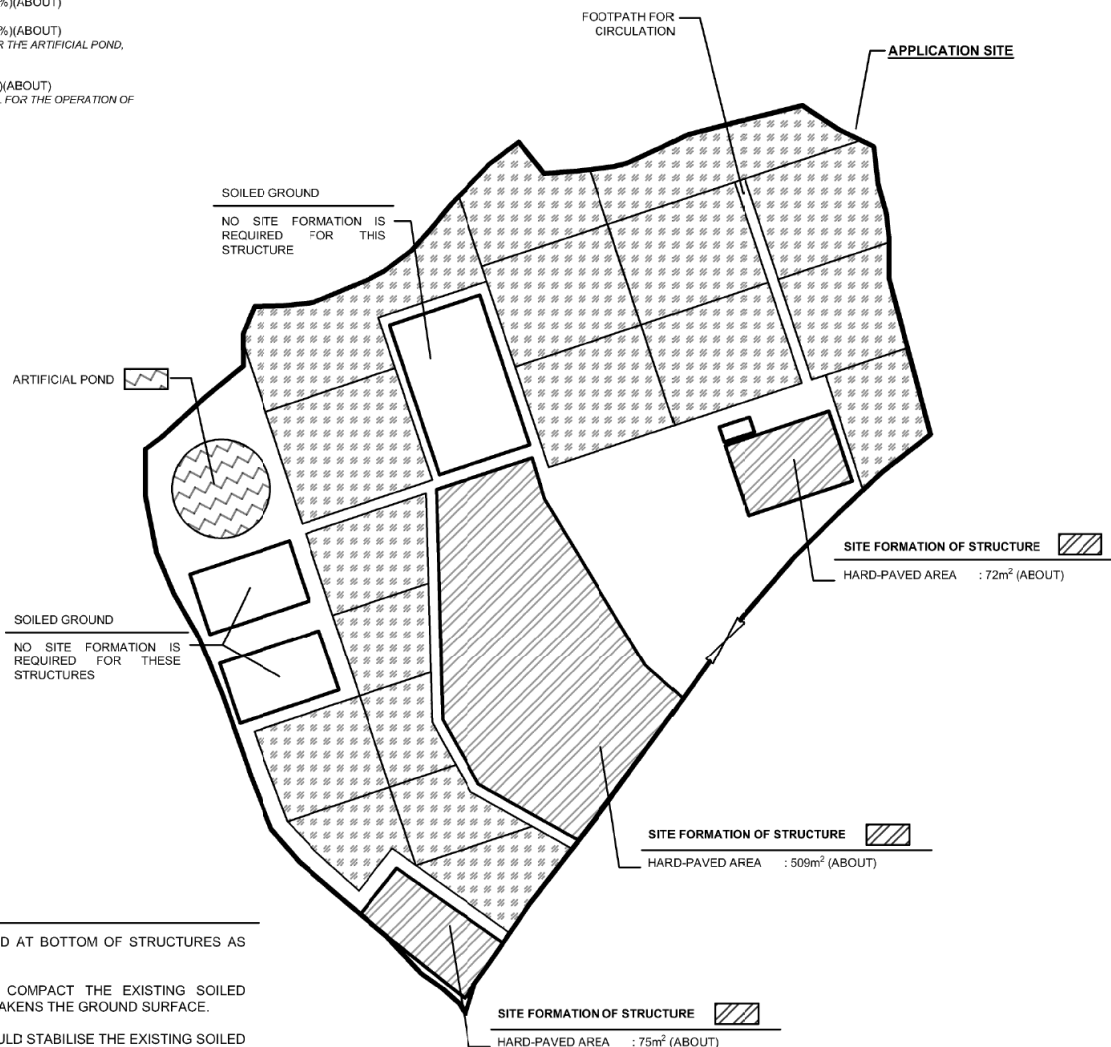 %)(ABOUT)
%)(ABOUT)
R THE ARTIFICIAL POND,
)(ABOUT)
FOR THE OPERATION OF
FOOTPATH FOR
CIRCULATION
APPLICATION SITE
SOILED GROUND
NO SITE FORMATION IS
REQUIRED FOR THIS
STRUCTURE
ARTIFICIAL POND
SITE FORMATION OF STRUCTURE
HARD-PAVED AREA : 72m² (ABOUT)
SOILED GROUND
NO SITE FORMATION IS
REQUIRED FOR THESE
STRUCTURES
SITE FORMATION OF STRUCTURE
HARD-PAVED AREA : 509m² (ABOUT)
D AT BOTTOM OF STRUCTURES AS
COMPACT THE EXISTING SOILED
AKENS THE GROUND SURFACE.
ULD STABILISE THE EXISTING SOILED
SITE FORMATION OF STRUCTURE
HARD-PAVED AREA : 75m² (ABOUT)